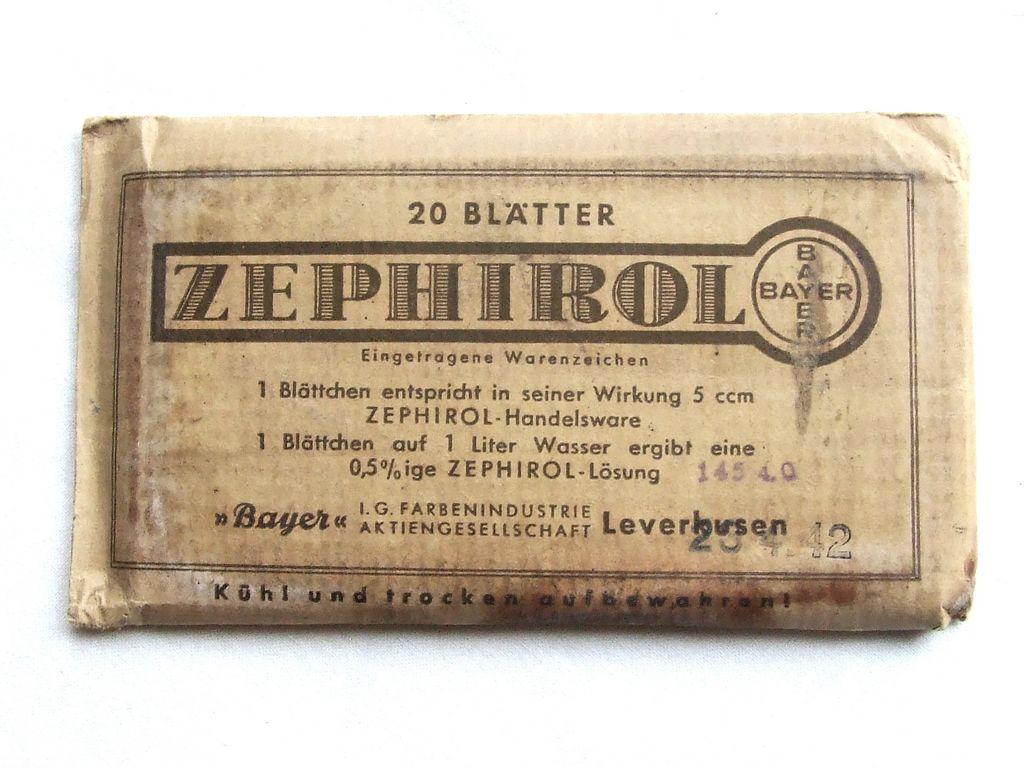 20 BLÄTTER
ZEPHIROL
BAYER
BAYER
Eingetragene Warenzeichen
1 Blättchen entspricht in seiner Wirkung 5 ccm
ZEPHIROL-Handelsware
1 Blättchen auf 1 Liter Wasser ergibt eine
0,5%ige ZEPHIROL-Lösung
»Bayer« I.G. FARBENINDUSTRIE AKTIENGESELLSCHAFT Leverkusen
Kühl und trocken aufbewahren!